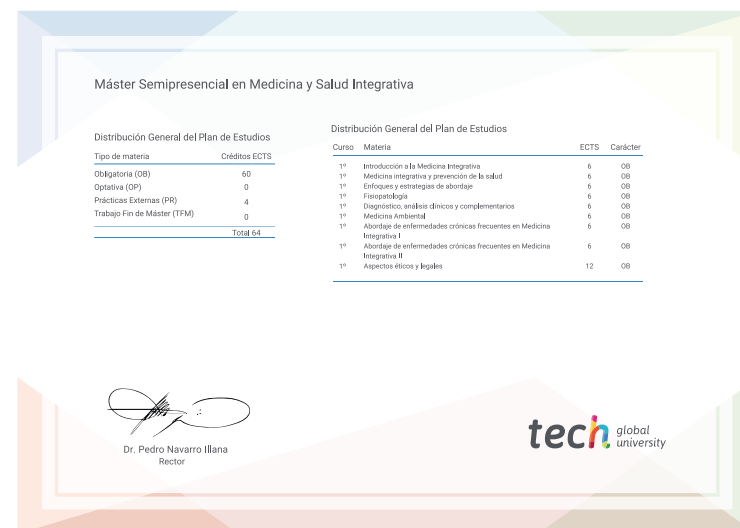 Máster Semipresencial en Medicina y Salud Integrativa
Distribución General del Plan de Estudios
Tipo de materia Créditos ECTS
Obligatoria (OB) 60
Optativa (OP) 0
Prácticas Externas (PR) 4
Trabajo Fin de Máster (TFM) 0
Total 64
Distribución General del Plan de Estudios
Curso Materia ECTS Carácter
1º Introducción a la Medicina Integrativa 6 OB
1º Medicina integrativa y prevención de la salud 6 OB
1º Enfoques y estrategias de abordaje 6 OB
1º Fisiopatología 6 OB
1º Diagnóstico, análisis clínicos y complementarios 6 OB
1º Medicina Ambiental 6 OB
1º Abordaje de enfermedades crónicas frecuentes en Medicina 6 OB
Integrativa I
1º Abordaje de enfermedades crónicas frecuentes en Medicina 6 OB
Integrativa II
1º Aspectos éticos y legales 12 OB
Dr. Pedro Navarro Illana
Rector
tech global
university